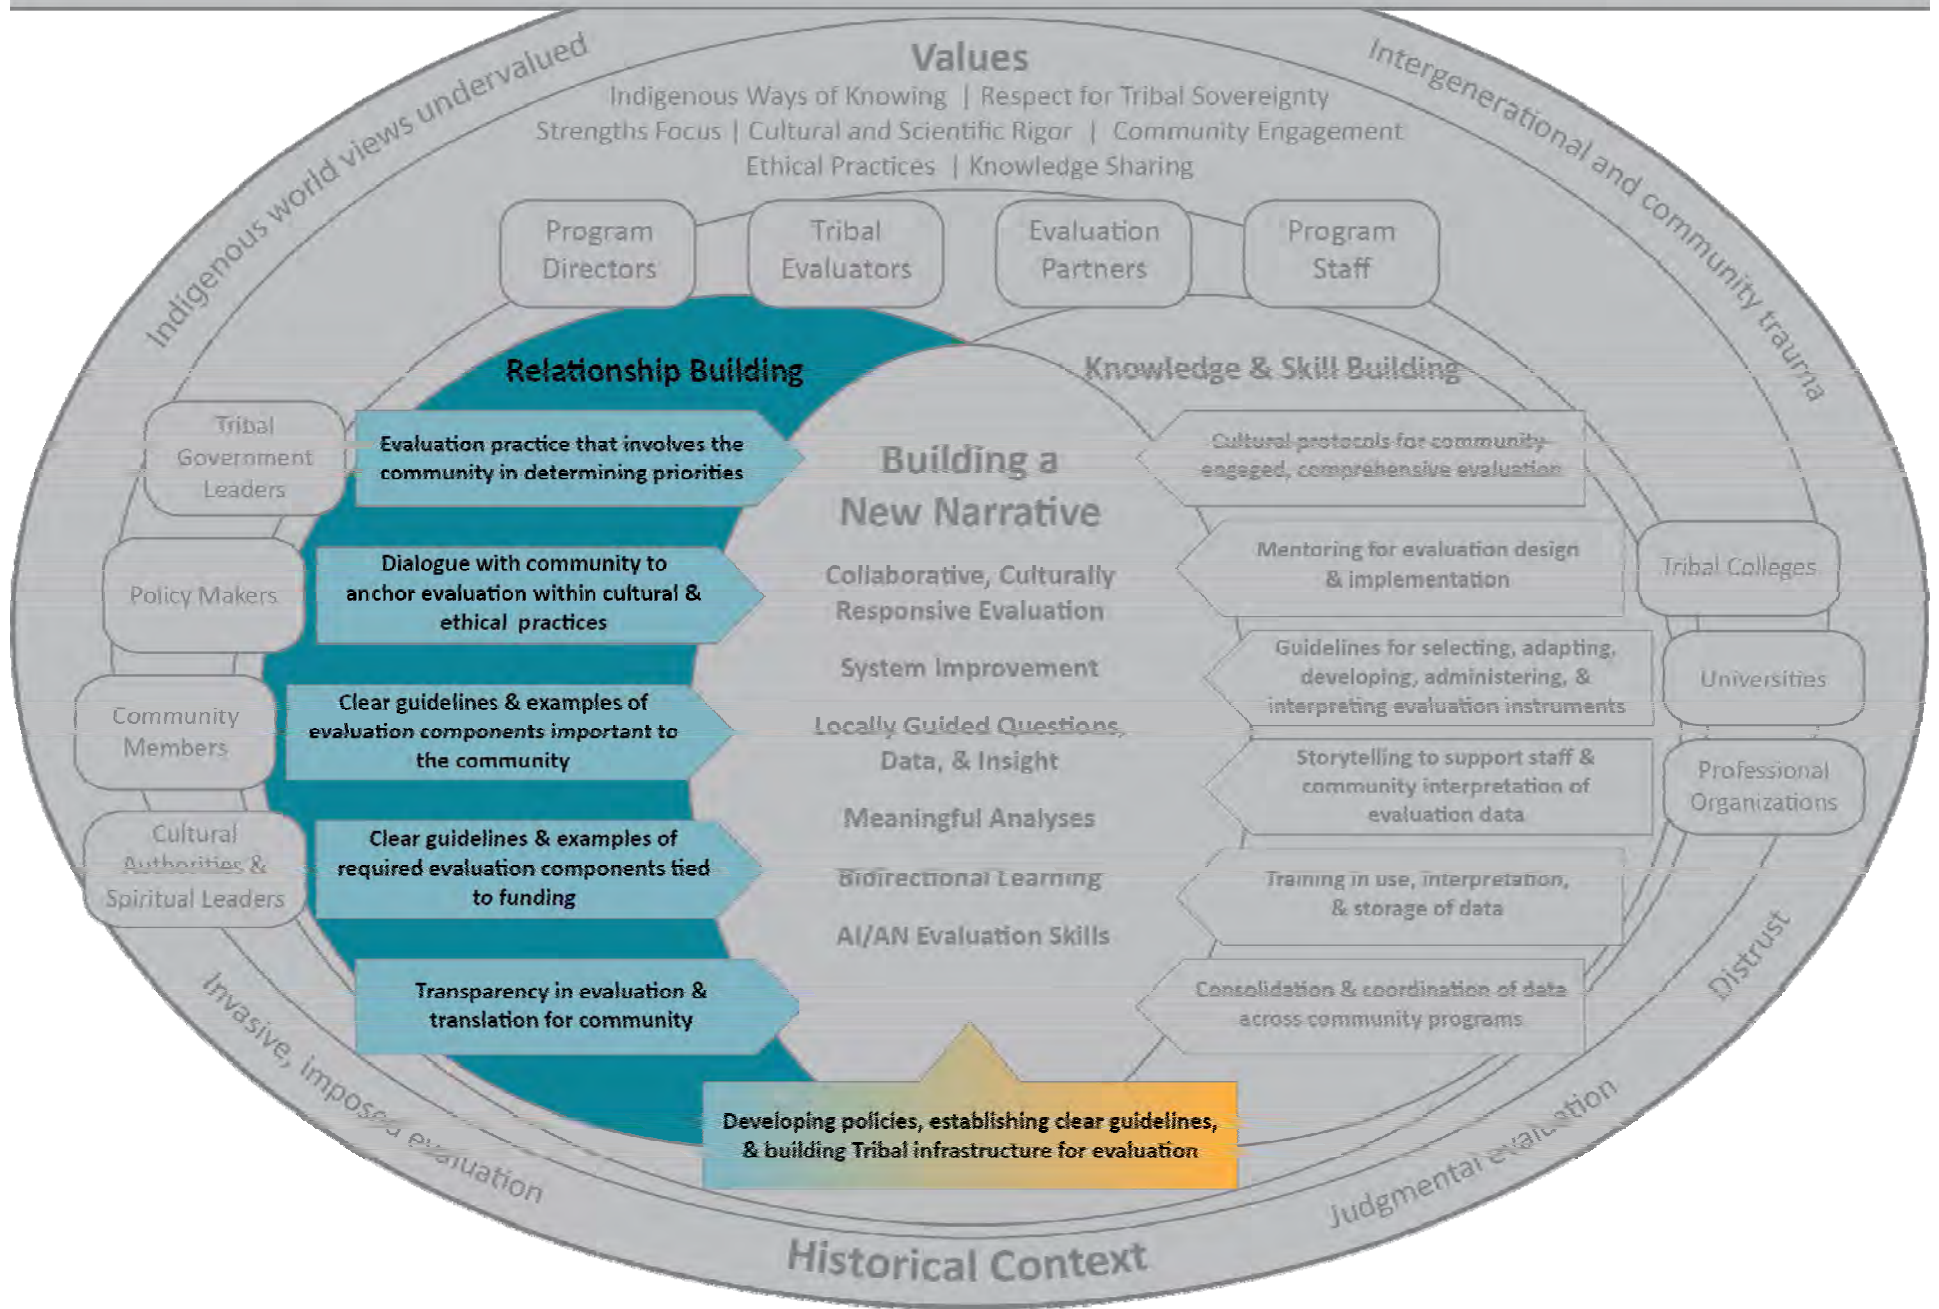 Values
Indigenous Ways of Knowing | Respect for Tribal Sovereignty
Strengths Focus | Cultural and Scientific Rigor | Community Engagement
Ethical Practices | Knowledge Sharing
Indigenous world views undervalued
Intergenerational and community trauma
Program
Directors
Tribal
Evaluators
Evaluation
Partners
Program
Staff
Relationship Building
Knowledge & Skill Building
Tribal
Government
Leaders
Policy Makers
Community
Members
Cultural
Authorities &
Spiritual Leaders
Evaluation practice that involves the
community in determining priorities
Dialogue with community to
anchor evaluation within cultural &
ethical practices
Clear guidelines & examples of
evaluation components important to
the community
Clear guidelines & examples of
required evaluation components tied
to funding
Transparency in evaluation &
translation for community
Building a
New Narrative
Collaborative, Culturally
Responsive Evaluation
System Improvement
Locally Guided Questions,
Data, & Insight
Meaningful Analyses
Bidirectional Learning
AI/AN Evaluation Skills
Cultural protocols for community
engaged, comprehensive evaluation
Mentoring for evaluation design
& implementation
Guidelines for selecting, adapting,
developing, administering, &
interpreting evaluation instruments
Storytelling to support staff &
community interpretation of
evaluation data
Training in use, interpretation,
& storage of data
Consolidation & coordination of data
across community programs
Tribal Colleges
Universities
Professional
Organizations
Developing policies, establishing clear guidelines,
& building Tribal infrastructure for evaluation
Invasive, imposed evaluation
Judgmental evaluation
Distrust
Historical Context